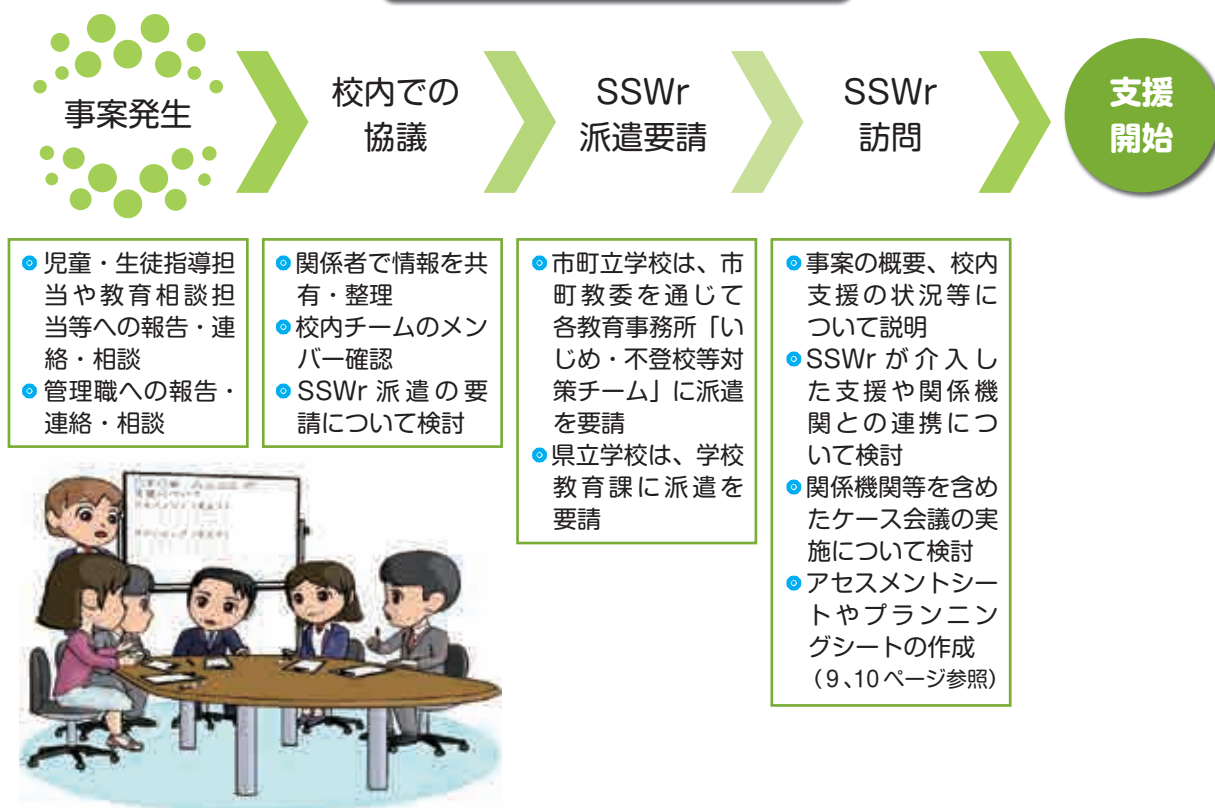 事案発生
校内での
協議
SSWr
派遣要請
SSWr
訪問
支援
開始
児童・生徒指導担
当や教育相談担
当等への報告・連
絡・相談
管理職への報告・
連絡・相談
関係者で情報を共
有・整理
校内チームのメン
バー確認
SSWr 派遣の要
請について検討
市町立学校は、市
町教委を通じて
各教育事務所「い
じめ・不登校等対
策チーム」に派遣
を要請
県立学校は、学校
教育課に派遣を
要請
事案の概要、校内
支援の状況等に
ついて説明
SSWr が介入し
た支援や関係機
関との連携につ
いて検討
関係機関等を含め
たケース会議の実
施について検討
アセスメントシー
トやプランニン
グシートの作成
（9、10ページ参照）